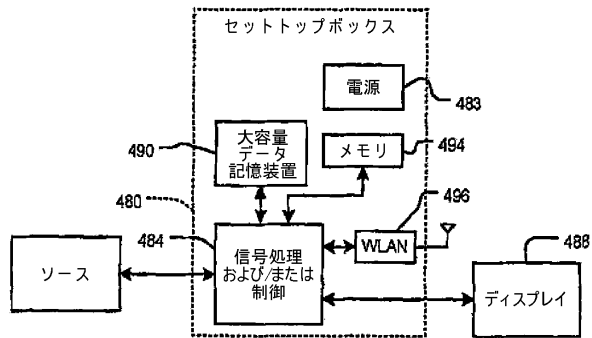 セットトップボックス
電源
483
大容量
データ
記憶装置
490
メモリ
494
480
496
484
信号処理
および/または
制御
WLAN
488
ソース
ディスプレイ